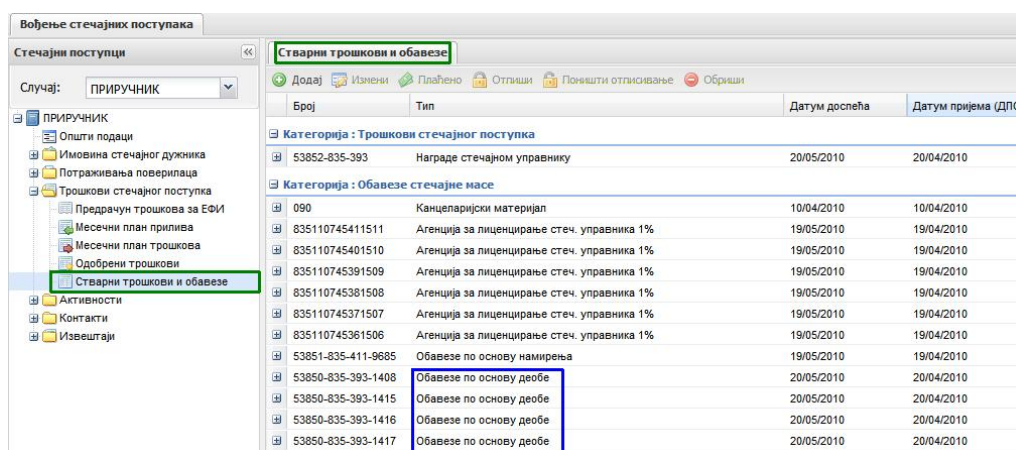 Вођење стечајних поступака
Стечајни поступци
Случај: ПРИРУЧНИК
ПРИРУЧНИК
Општи подаци
Имовина стечајног дужника
Потраживања поверилаца
Трошкови стечајног поступка
Предрачун трошкова за ЕФИ
Месечни план прилива
Месечни план трошкова
Одобрени трошкови
Стварни трошкови и обавезе
Активности
Контакти
Извештаји
Стварни трошкови и обавезе
Додај Измени Плаћено Отпиши Поништи отписивање Обриши
Број Тип Датум доспећа Датум пријема (ДПО
Категорија : Трошкови стечајног поступка
53852-835-393 Награде стечајном управнику 20/05/2010 20/04/2010
Категорија : Обавезе стечајне масе
090 Канцеларијски материјал 10/04/2010 10/04/2010
835110745411511 Агенција за лиценцирање стеч. управника 1% 19/05/2010 19/04/2010
835110745401510 Агенција за лиценцирање стеч. управника 1% 19/05/2010 19/04/2010
835110745391509 Агенција за лиценцирање стеч. управника 1% 19/05/2010 19/04/2010
835110745381508 Агенција за лиценцирање стеч. управника 1% 19/05/2010 19/04/2010
835110745371507 Агенција за лиценцирање стеч. управника 1% 19/05/2010 19/04/2010
835110745361506 Агенција за лиценцирање стеч. управника 1% 19/05/2010 19/04/2010
53851-835-411-9685 Обавезе по основу намирења 19/05/2010 19/04/2010
53850-835-393-1408 Обавезе по основу деобе 20/05/2010 20/04/2010
53850-835-393-1415 Обавезе по основу деобе 20/05/2010 20/04/2010
53850-835-393-1416 Обавезе по основу деобе 20/05/2010 20/04/2010
53850-835-393-1417 Обавезе по основу деобе 20/05/2010 20/04/2010